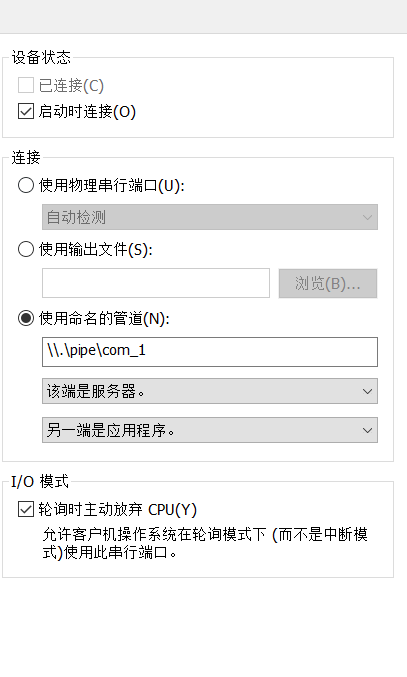 设备状态
已连接(C)
启动时连接(O)
连接
使用物理串行端口(U):
自动检测
使用输出文件(S):
浏览(B)...
使用命名的管道(N):
\\.\pipe\com_1
该端是服务器。
另一端是应用程序。
I/O 模式
轮询时主动放弃 CPU(Y)
允许客户机操作系统在轮询模式下 (而不是中断模
式)使用此串行端口。